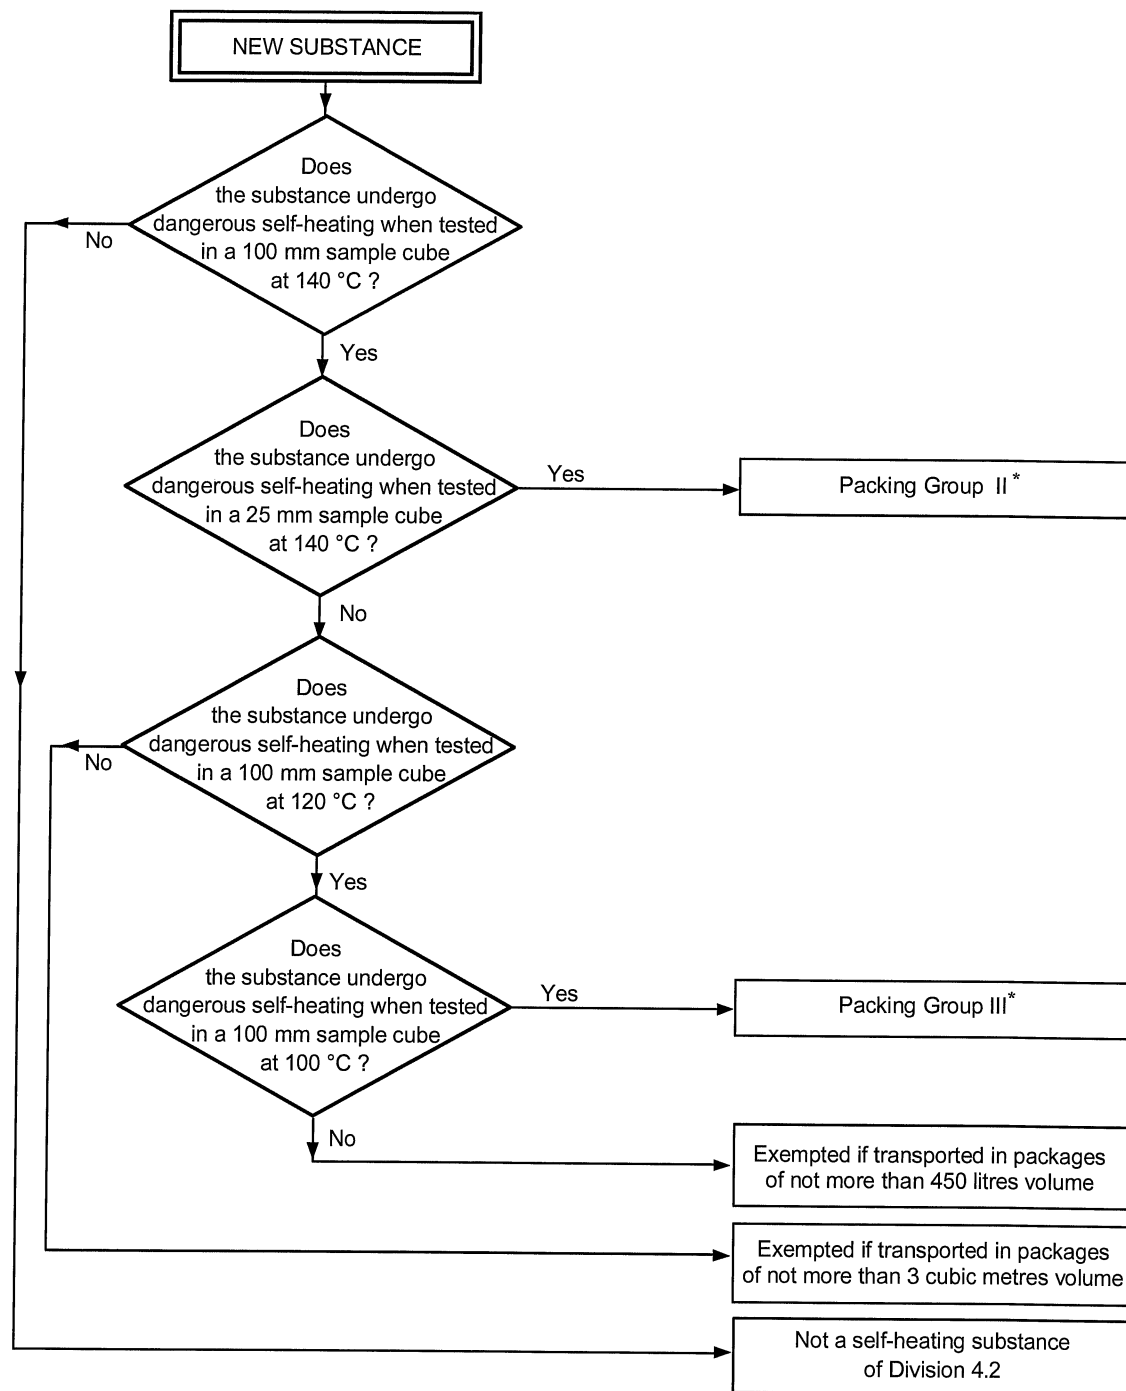 NEW SUBSTANCE
Does
the substance undergo
dangerous self-heating when tested
in a 100 mm sample cube
at 140 °C ?
No
Yes
Does
the substance undergo
dangerous self-heating when tested
in a 25 mm sample cube
at 140 °C ?
Yes
Packing Group II *
No
Does
the substance undergo
dangerous self-heating when tested
in a 100 mm sample cube
at 120 °C ?
No
Yes
Does
the substance undergo
dangerous self-heating when tested
in a 100 mm sample cube
at 100 °C ?
Yes
Packing Group III*
No
Exempted if transported in packages
of not more than 450 litres volume
Exempted if transported in packages
of not more than 3 cubic metres volume
Not a self-heating substance
of Division 4.2